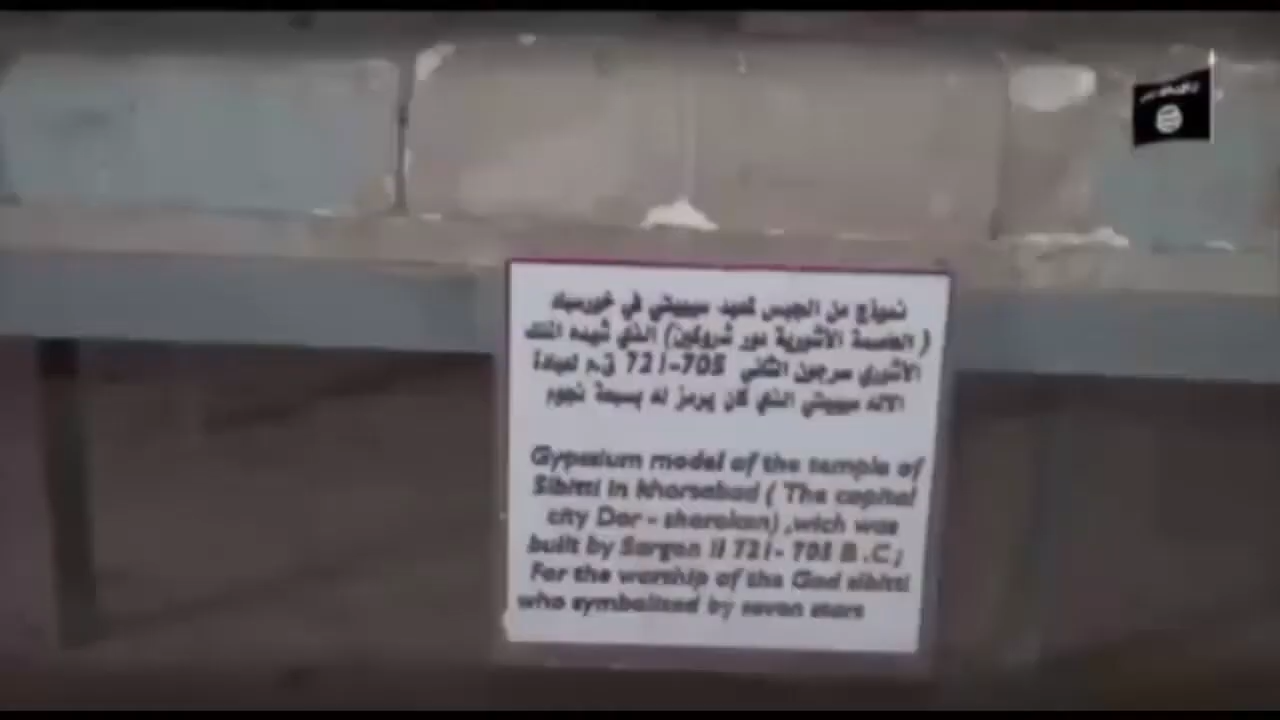 نموذج من الجبس لمعبد سيبيتي في خورسباد
( العاصمة الآشورية دور شروكين) الذي شيده الملك
الآشوري سرجون الثاني 721-705 ق.م لعبادة
الاله سيبيتي الذي كان يرمز له بسبعة نجوم
Gypsium model of the temple of
Sibitti in khorsabad ( The capital
city Dor - sharokin) ,wich was
built by Sargon II 721- 705 B .C;
For the worship of the God sibitti
who symbolized by seven stars